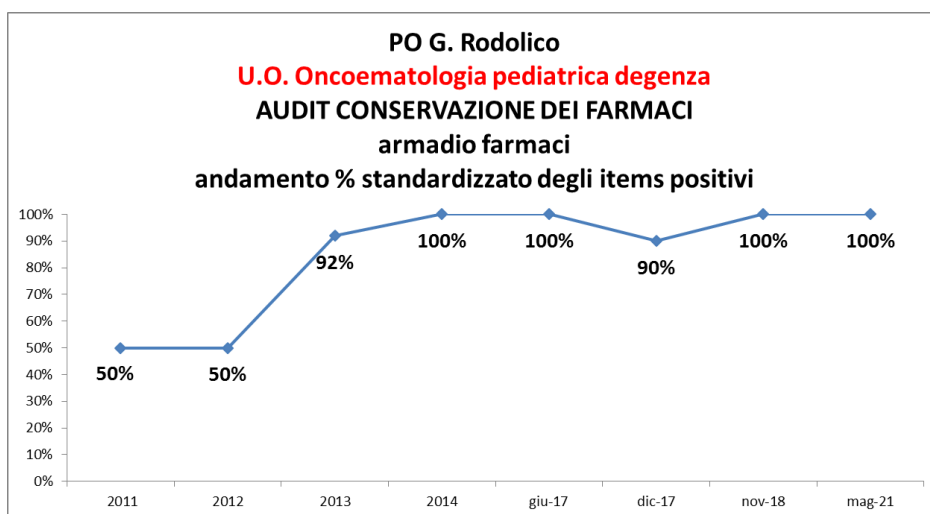 PO G. Rodolico
U.O. Oncoematologia pediatrica degenza
AUDIT CONSERVAZIONE DEI FARMACI
armadio farmaci
andamento % standardizzato degli items positivi
100%
90%
80%
70%
60%
50%
40%
30%
20%
10%
0%
50%
50%
92%
100%
100%
90%
100%
100%
2011
2012
2013
2014
giu-17
dic-17
nov-18
mag-21